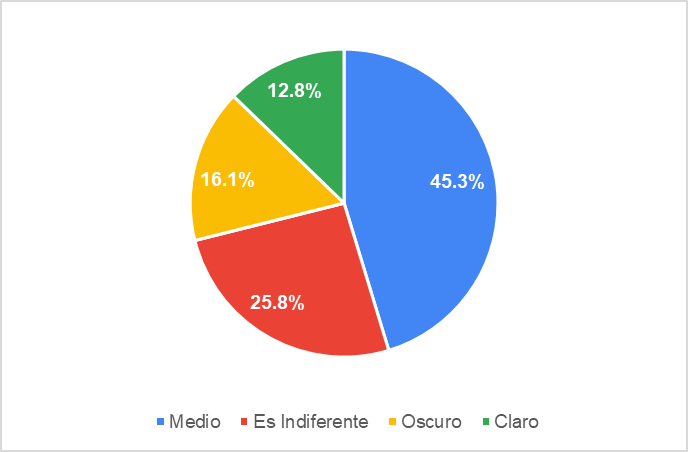 12.8%
45.3%
16.1%
25.8%
Medio Es Indiferente Oscuro Claro